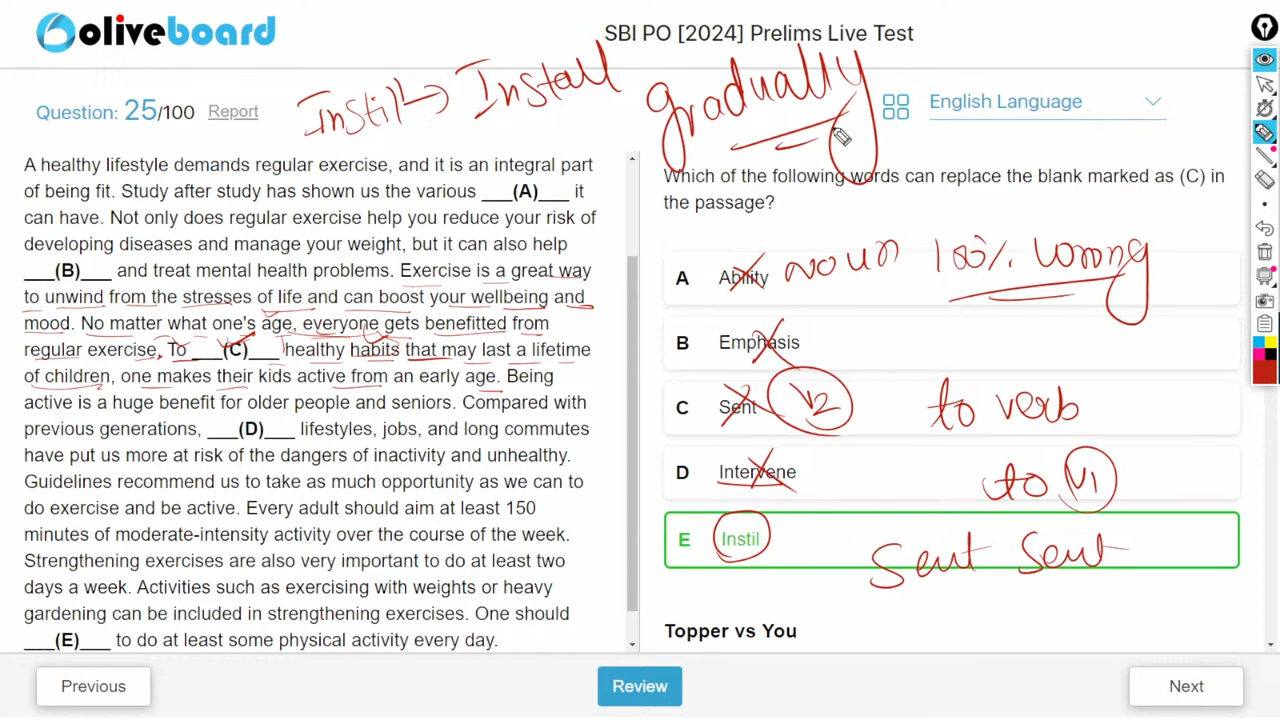 oliveboard
SBI PO [2024] Prelims Live Test
Question: 25/100 Report
Instil → Install gradually
English Language
A healthy lifestyle demands regular exercise, and it is an integral part
of being fit. Study after study has shown us the various ___(A)___ it
can have. Not only does regular exercise help you reduce your risk of
developing diseases and manage your weight, but it can also help
___(B)___ and treat mental health problems. Exercise is a great way
to unwind from the stresses of life and can boost your wellbeing and
mood. No matter what one's age, everyone gets benefitted from
regular exercise. To ___(C)___ healthy habits that may last a lifetime
of children, one makes their kids active from an early age. Being
active is a huge benefit for older people and seniors. Compared with
previous generations, ___(D)___ lifestyles, jobs, and long commutes
have put us more at risk of the dangers of inactivity and unhealthy.
Guidelines recommend us to take as much opportunity as we can to
do exercise and be active. Every adult should aim at least 150
minutes of moderate-intensity activity over the course of the week.
Strengthening exercises are also very important to do at least two
days a week. Activities such as exercising with weights or heavy
gardening can be included in strengthening exercises. One should
___(E)___ to do at least some physical activity every day.
Which of the following words can replace the blank marked as (C) in
the passage?
A Ability noun 100% wrong
B Emphasis
C Sent V2 to verb
D Intervene to V1
E Instil Sent Sent
Topper vs You
Previous
Review
Next